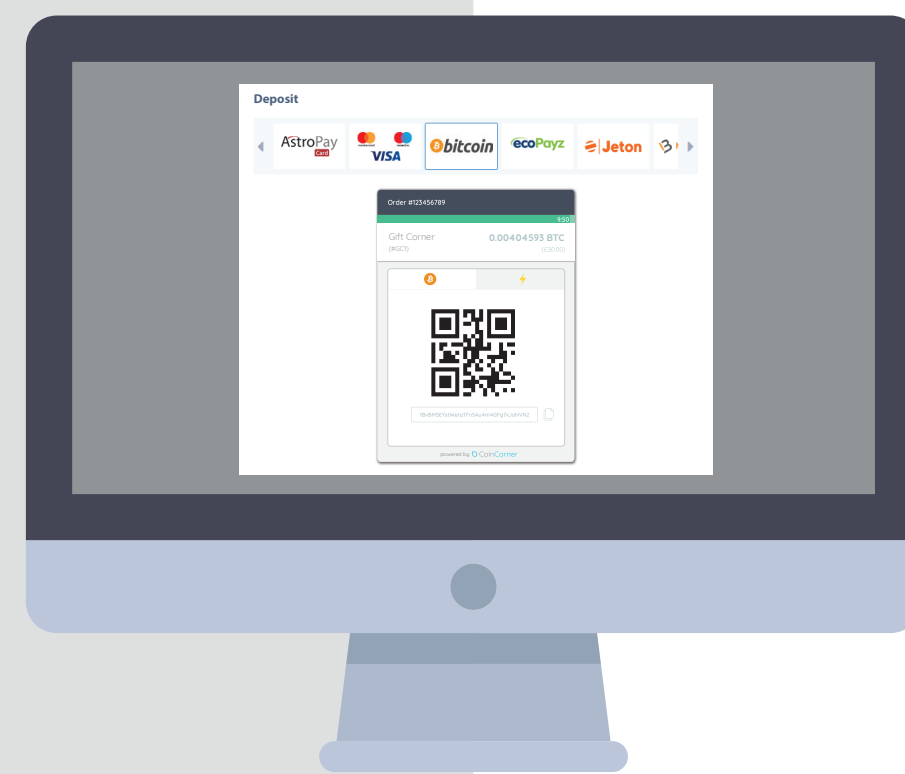 Deposit
AstroPay
Card
VISA
bitcoin
ecoPayz
Jeton
Order #123456789
9:50
Gift Corner
0.00404593 BTC
(#GC1)
(£30.00)
powered by CoinCorner